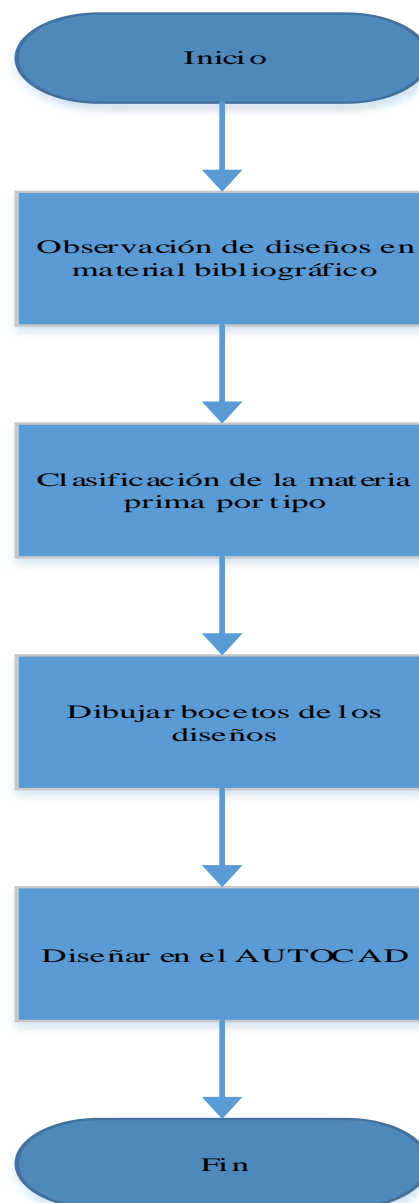 Inicio
Observación de diseños en
material bibliográfico
Clasificación de la materia
prima por tipo
Dibujar bocetos de los
diseños
Diseñar en el AUTOCAD
Fin